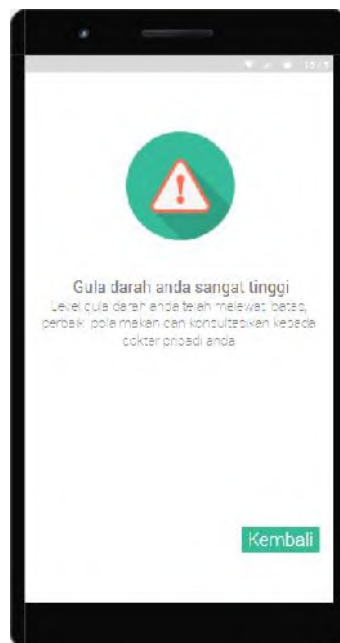 Gula darah anda sangat tinggi
Level gula darah anda telah melewati batas,
perbaiki pola makan dan konsultasikan kepada
dokter pribadi anda
Kembali